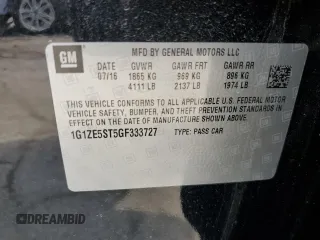 GM
MFD BY GENERAL MOTORS LLC
DATE GVWR GAWR FRT GAWR RR
07/16 1865 KG 969 KG 896 KG
4111 LB 2137 LB 1974 LB
THIS VEHICLE CONFORMS TO ALL APPLICABLE U.S. FEDERAL MOTOR
VEHICLE SAFETY, BUMPER, AND THEFT PREVENTION STANDARDS IN
EFFECT ON THE DATE OF MANUFACTURE SHOWN ABOVE.
1G1ZE5ST5GF333727 TYPE: PASS CAR
DREAMBID